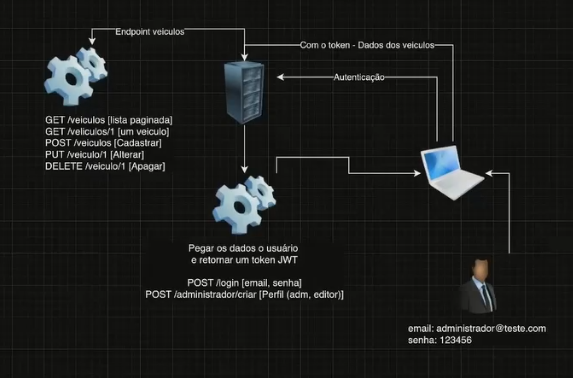 Endpoint veiculos
Com o token - Dados dos veiculos
Autenticação
GET /veiculos [lista paginada]
GET /veliculos/1 [um veiculo]
POST /veiculos [Cadastrar]
PUT /veiculo/1 [Alterar]
DELETE /veiculo/1 [Apagar]
Pegar os dados o usuário
e retornar um token JWT
POST /login [email, senha]
POST /administrador/criar [Perfil (adm, editor)]
email: administrador@teste.com
senha: 123456